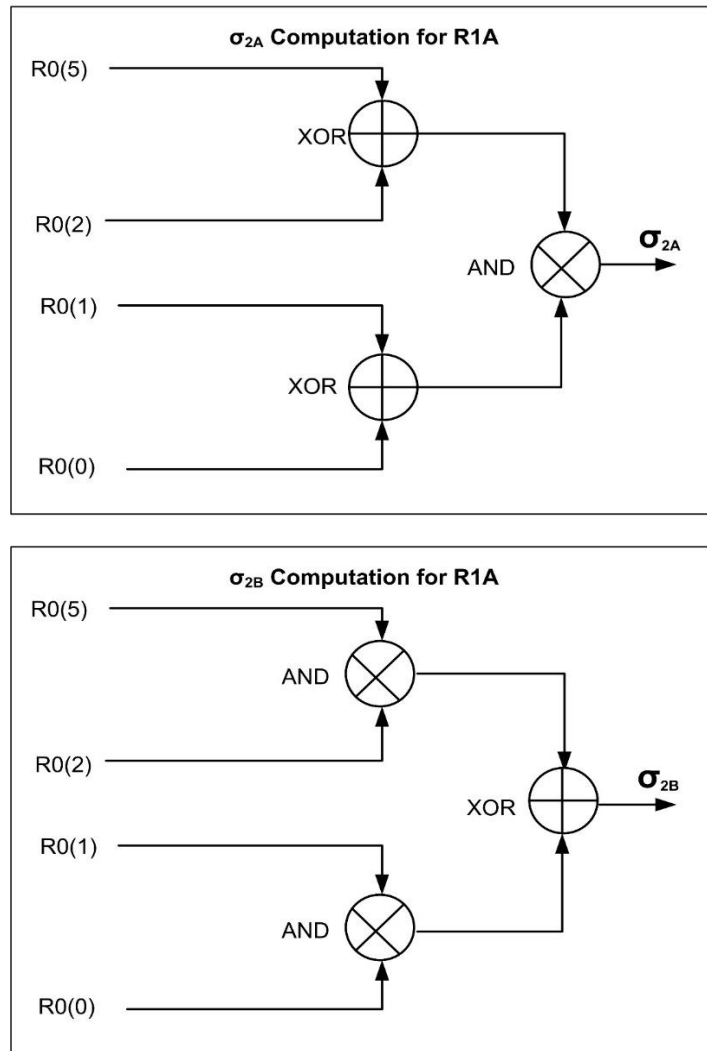 σ2A Computation for R1A
R0(5)
XOR
R0(2)
σ2A
AND
R0(1)
XOR
R0(0)
σ2B Computation for R1A
R0(5)
AND
R0(2)
σ2B
XOR
R0(1)
AND
R0(0)